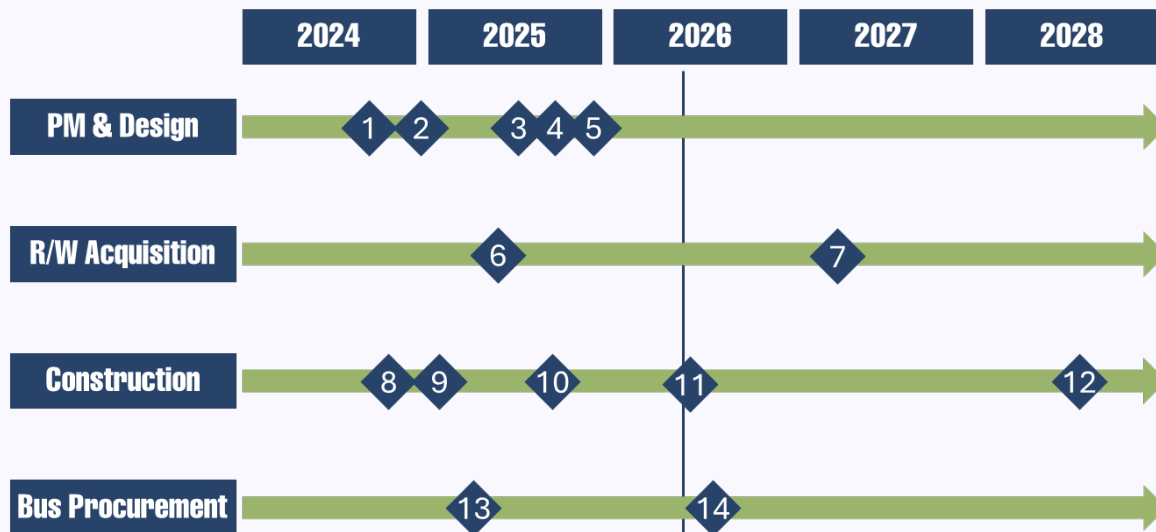 2024 2025 2026 2027 2028
PM & Design 1 2 3 4 5
R/W Acquisition 6 7
Construction 8 9 10 11 12
Bus Procurement 13 14